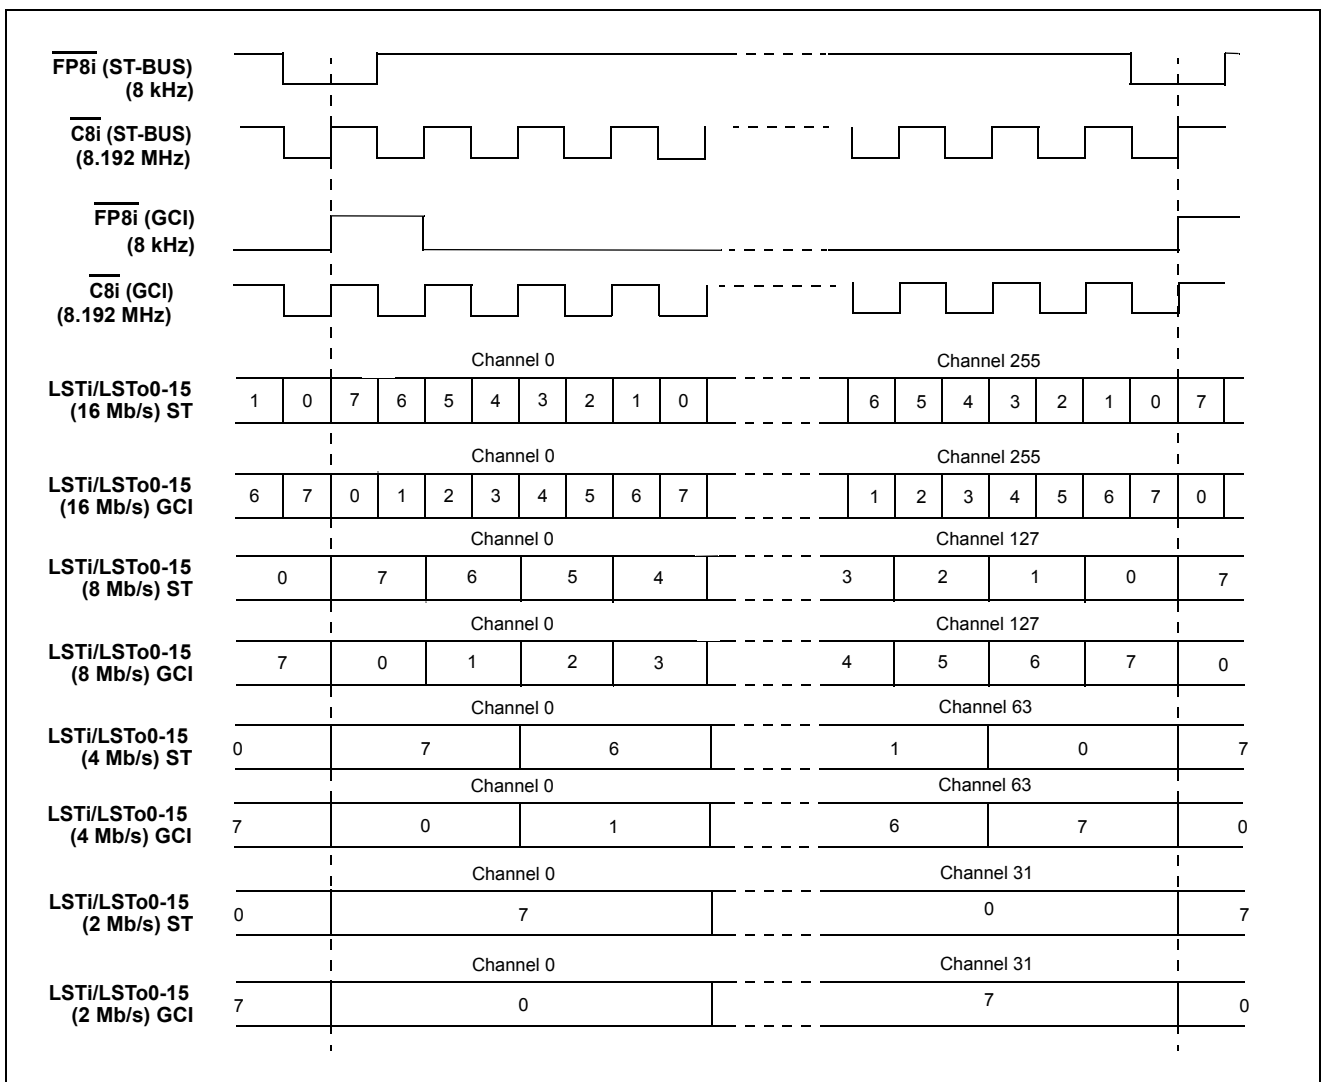 FP8i (ST-BUS)
(8 kHz)
C8i (ST-BUS)
(8.192 MHz)
FP8i (GCI)
(8 kHz)
C8i (GCI)
(8.192 MHz)
Channel 0 Channel 255
LSTi/LSTo0-15
(16 Mb/s) ST
1 0 7 6 5 4 3 2 1 0 6 5 4 3 2 1 0 7
Channel 0 Channel 255
LSTi/LSTo0-15
(16 Mb/s) GCI
6 7 0 1 2 3 4 5 6 7 1 2 3 4 5 6 7 0
Channel 0 Channel 127
LSTi/LSTo0-15
(8 Mb/s) ST
0 7 6 5 4 3 2 1 0 7
Channel 0 Channel 127
LSTi/LSTo0-15
(8 Mb/s) GCI
7 0 1 2 3 4 5 6 7 0
Channel 0 Channel 63
LSTi/LSTo0-15
(4 Mb/s) ST
0 7 6 1 0 7
Channel 0 Channel 63
LSTi/LSTo0-15
(4 Mb/s) GCI
7 0 1 6 7 0
Channel 0 Channel 31
LSTi/LSTo0-15
(2 Mb/s) ST
0 7 0 7
Channel 0 Channel 31
LSTi/LSTo0-15
(2 Mb/s) GCI
7 0 7 0